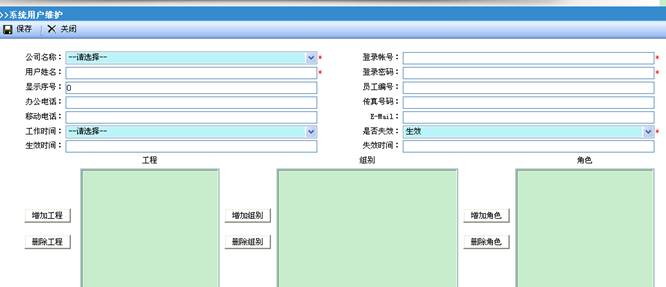 >>系统用户维护
保存 | 关闭
公司名称： --请选择-- * 登录帐号： *
用户姓名： * 登录密码： *
显示序号： 0 员工编号：
办公电话： 传真号码：
移动电话： E-Mail：
工作时间： --请选择-- 是否失效： 生效 *
生效时间： 失效时间：
工程 组别 角色
增加工程 增加组别 增加角色
删除工程 删除组别 删除角色